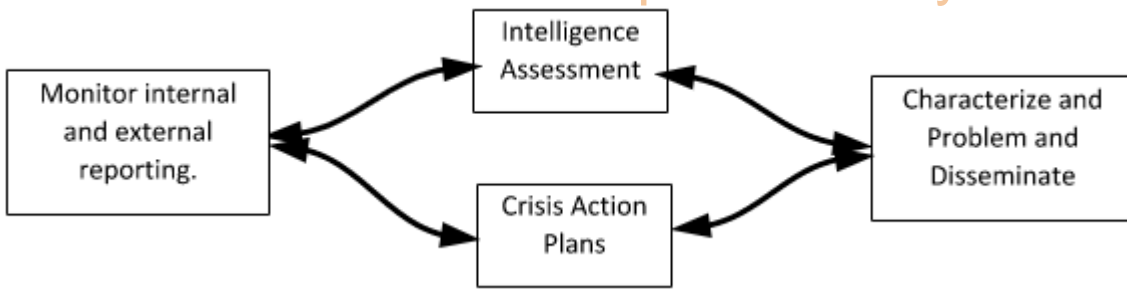 Intelligence
Assessment
Monitor internal
and external
reporting.
Characterize and
Problem and
Disseminate
Crisis Action
Plans